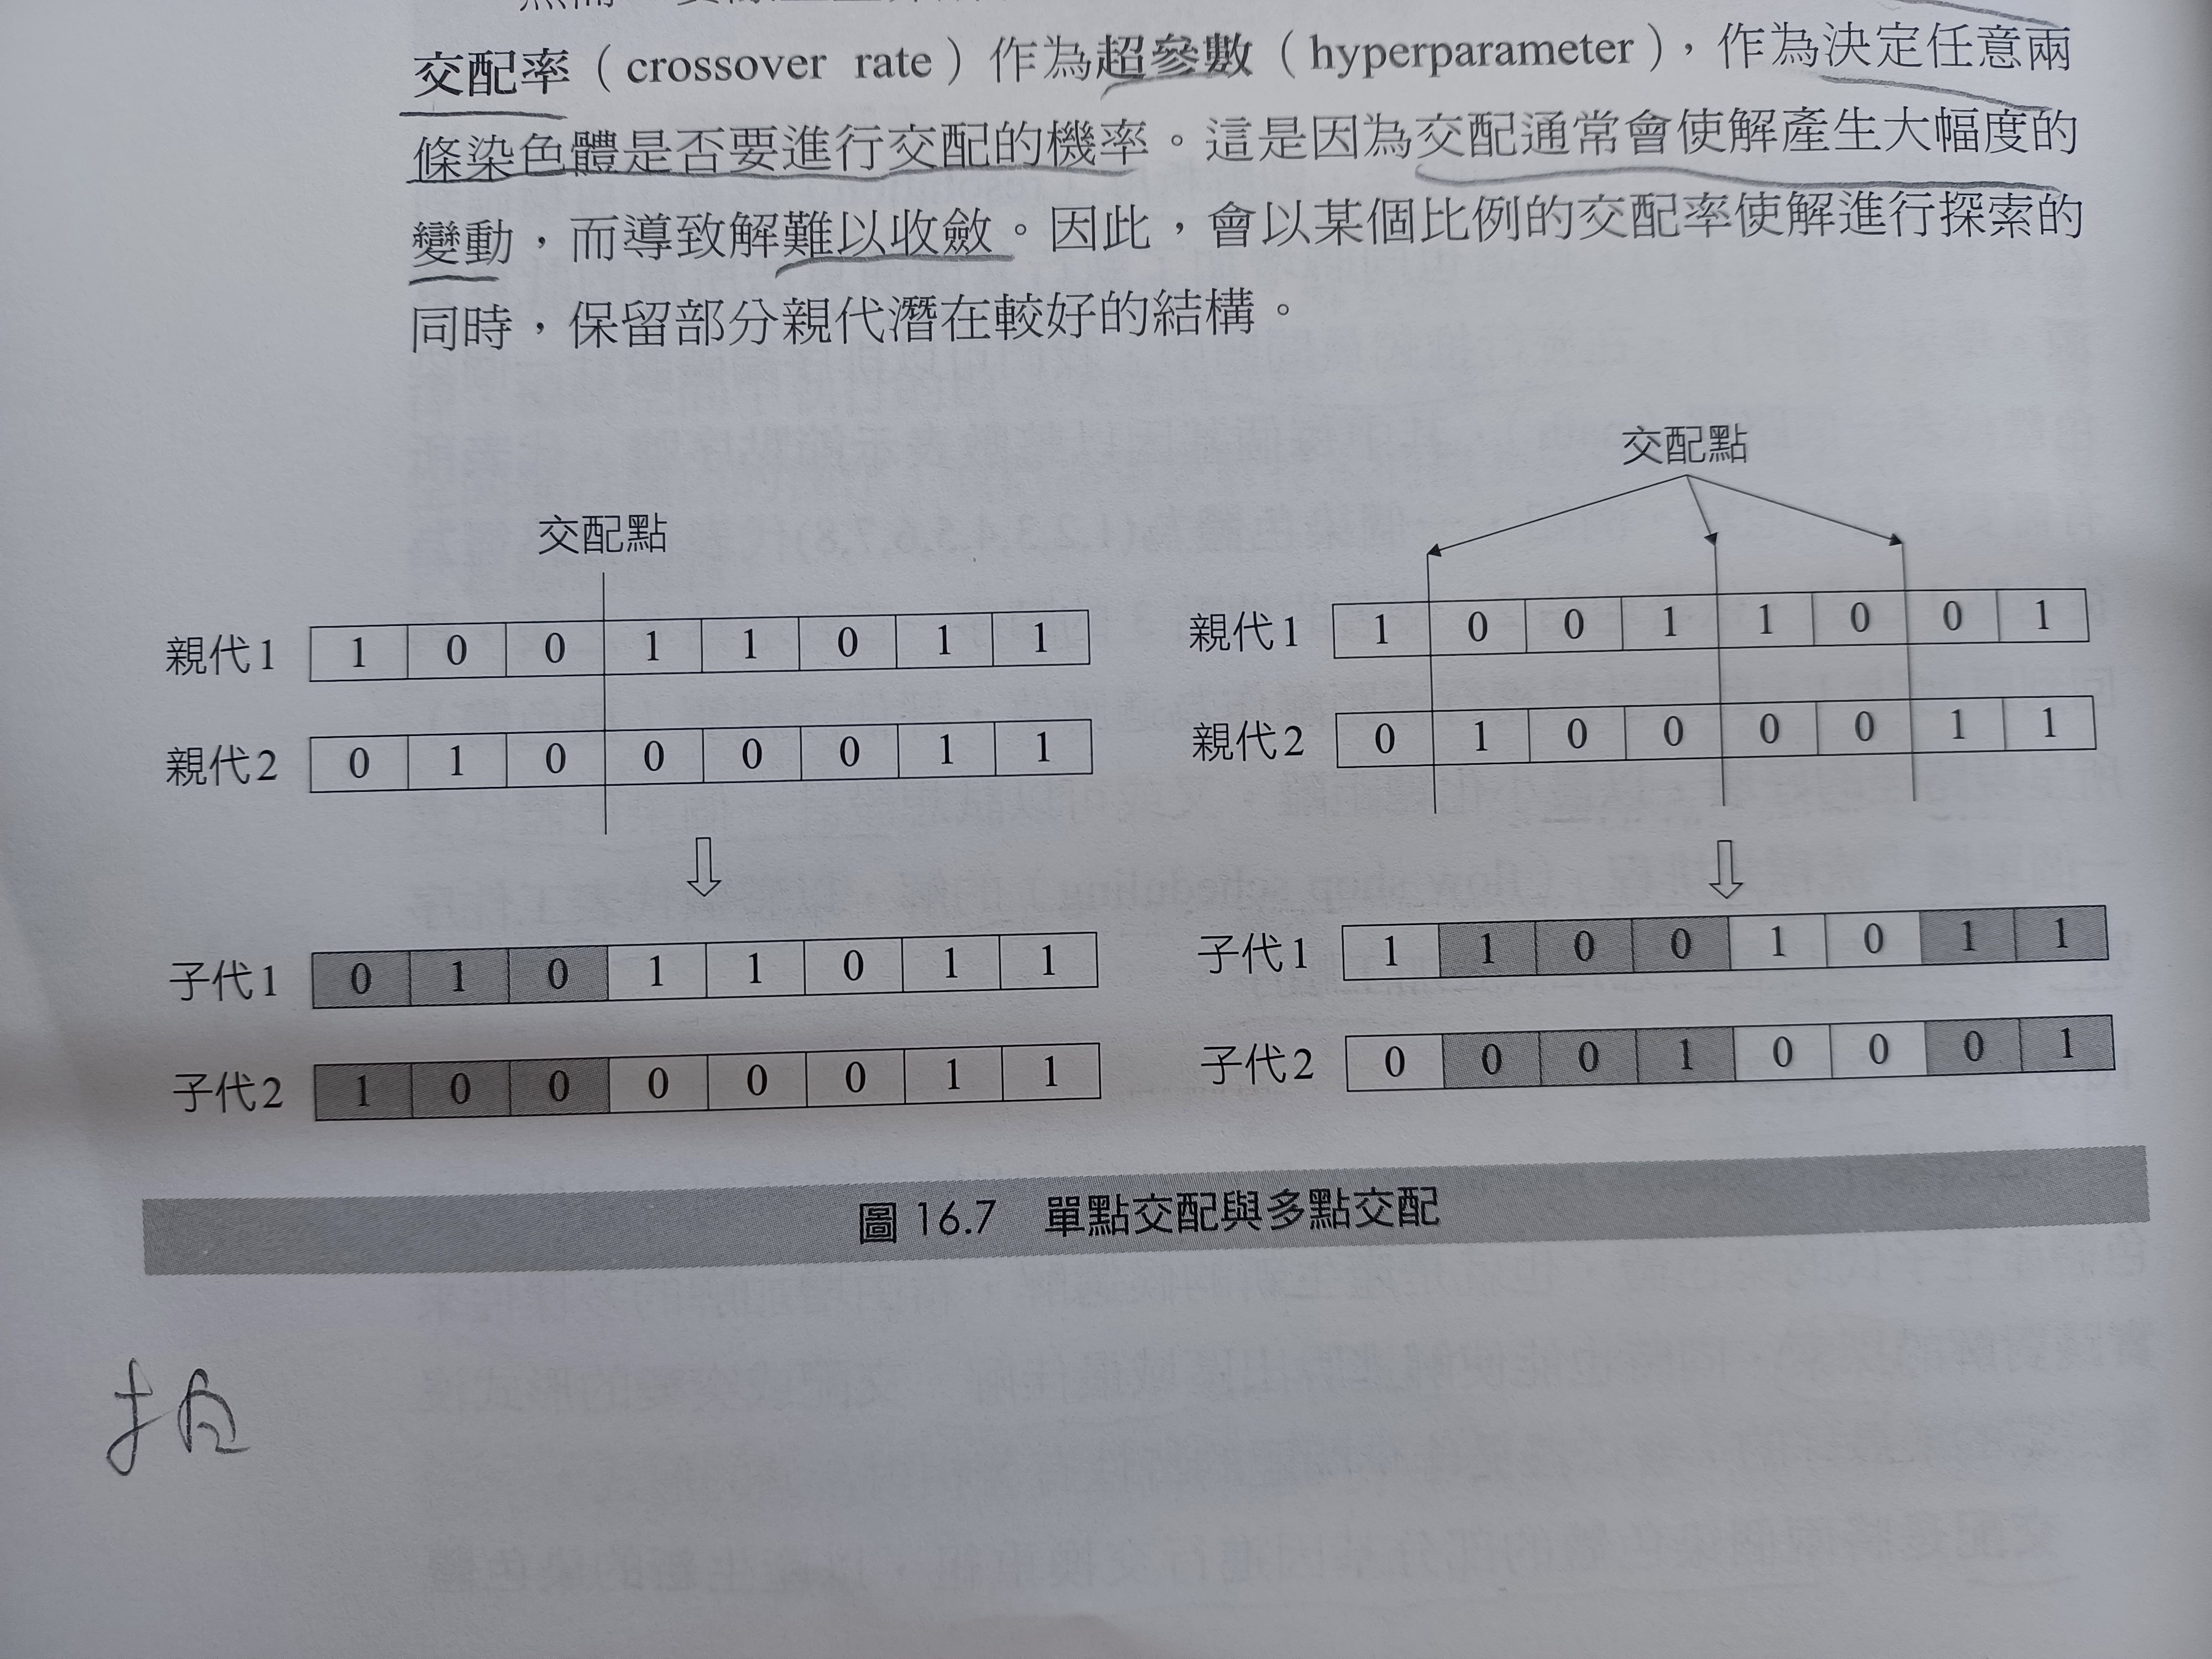 交配率（crossover rate）作為超參數（hyperparameter），作為決定任意兩
條染色體是否要進行交配的機率。這是因為交配通常會使解產生大幅度的
變動，而導致解難以收斂。因此，會以某個比例的交配率使解進行探索的
同時，保留部分親代潛在較好的結構。
交配點
親代1 1 0 0 1 1 0 1 1
親代2 0 1 0 0 0 0 1 1
子代1 0 1 0 1 1 0 1 1
子代2 1 0 0 0 0 0 1 1
交配點
親代1 1 0 0 1 1 0 0 1
親代2 0 1 0 0 0 0 1 1
子代1 1 1 0 0 1 0 1 1
子代2 0 0 0 1 0 0 0 1
圖 16.7 單點交配與多點交配